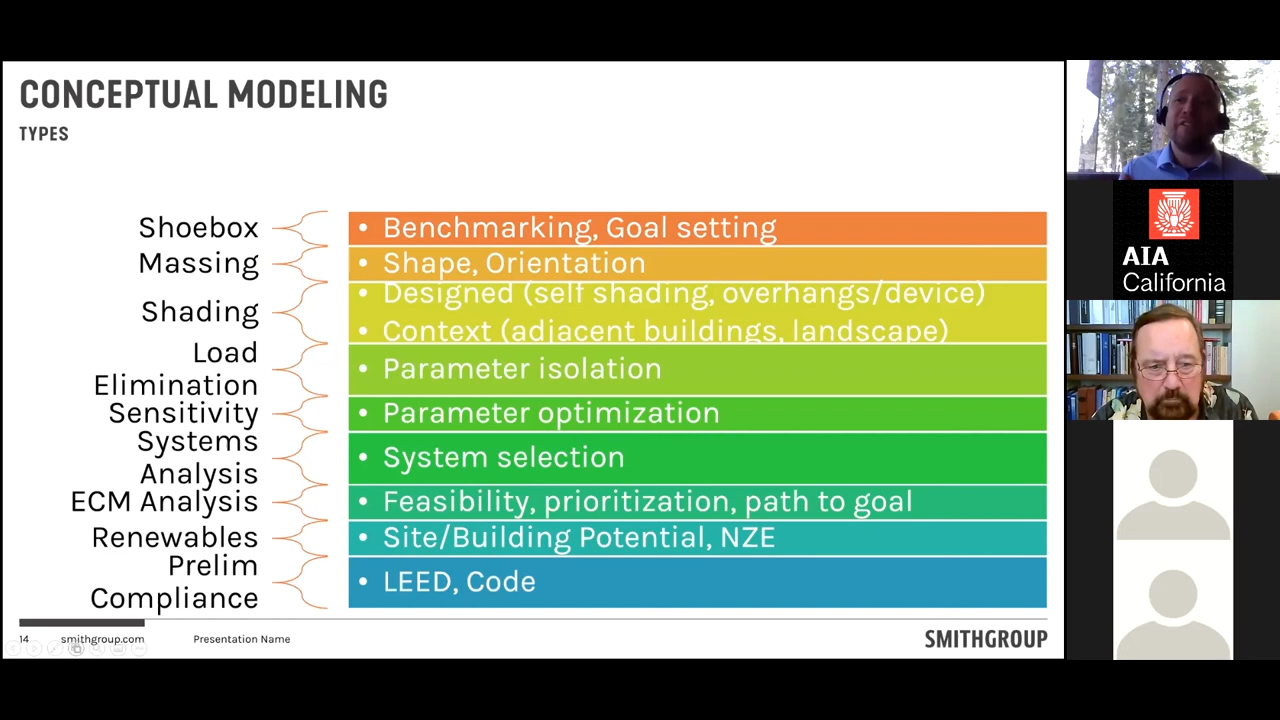 CONCEPTUAL MODELING
TYPES
Shoebox
• Benchmarking, Goal setting
Massing
• Shape, Orientation
Shading
• Designed (self shading, overhangs/device)
• Context (adjacent buildings, landscape)
Load
Elimination
• Parameter isolation
Sensitivity
• Parameter optimization
Systems
Analysis
• System selection
ECM Analysis
• Feasibility, prioritization, path to goal
Renewables
• Site/Building Potential, NZE
Prelim
Compliance
• LEED, Code
14 smithgroup.com Presentation Name
SMITHGROUP
AIA
California